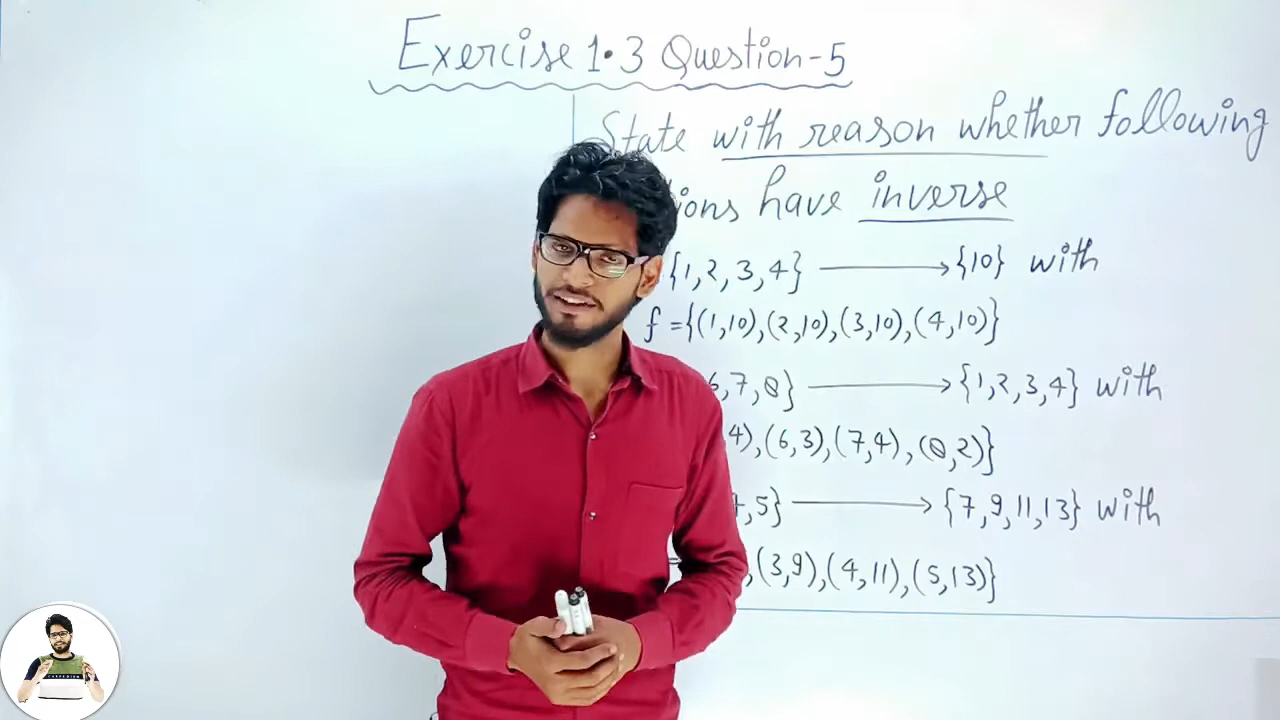 Exercise 1.3 Question-5
State with reason whether following
ions have inverse
{1,2,3,4} → {10} with
f={(1,10),(2,10),(3,10),(4,10)}
6,7,8} → {1,2,3,4} with
4),(6,3),(7,4),(8,2)}
,5} → {7,9,11,13} with
,(3,9),(4,11),(5,13)}